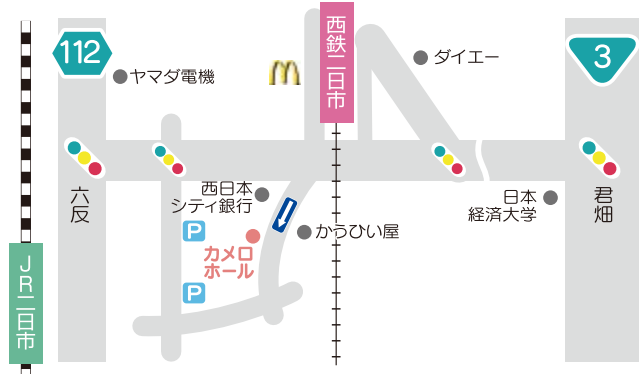 112
ヤマダ電機
西鉄二日市
ダイエー
3
六反
西日本
シティ銀行
P
カメロ
ホール
かうひい屋
日本
経済大学
君畑
P
JR二日市